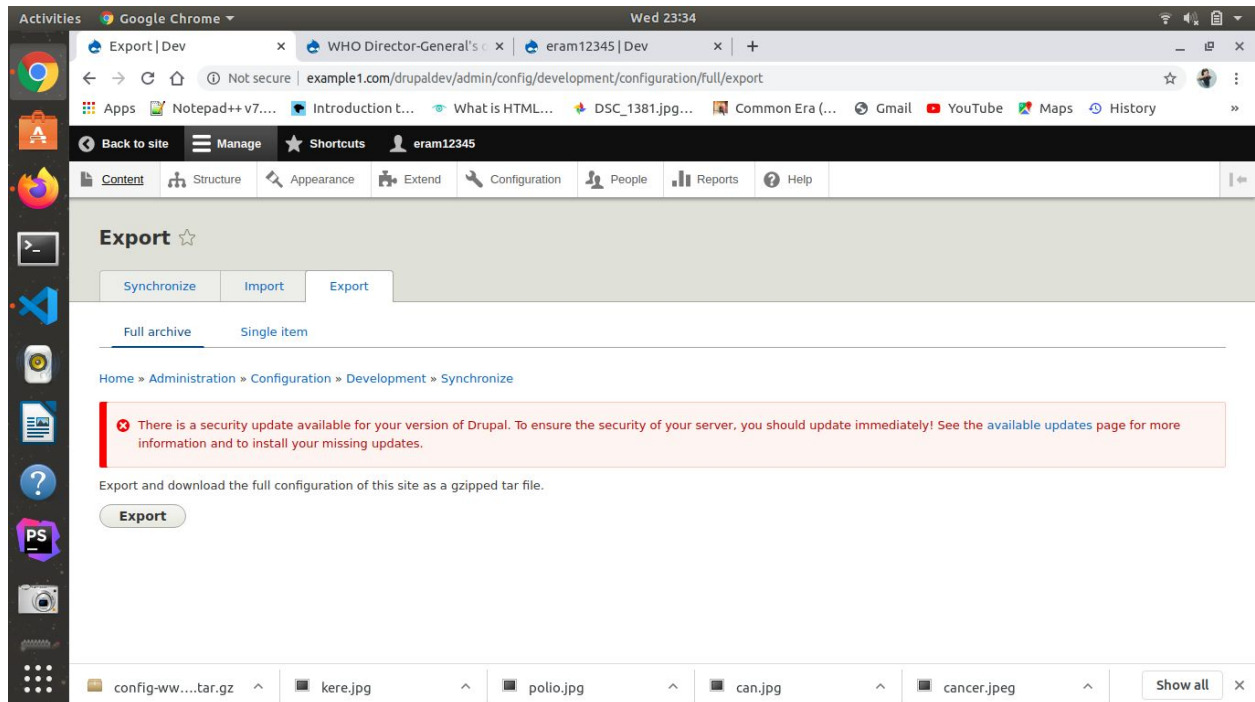 Activities Google Chrome Wed 23:34
Export | Dev WHO Director-General's eram12345 | Dev
Not secure | example1.com/drupaldev/admin/config/development/configuration/full/export
Apps Notepad++ v7.... Introduction t... What is HTML... DSC_1381.jpg... Common Era (... Gmail YouTube Maps History »
Back to site Manage Shortcuts eram12345
Content Structure Appearance Extend Configuration People Reports Help
Export
Synchronize Import Export
Full archive Single item
Home » Administration » Configuration » Development » Synchronize
There is a security update available for your version of Drupal. To ensure the security of your server, you should update immediately! See the available updates page for more
information and to install your missing updates.
Export and download the full configuration of this site as a gzipped tar file.
Export
PS
config-ww....tar.gz kere.jpg polio.jpg can.jpg cancer.jpeg Show all